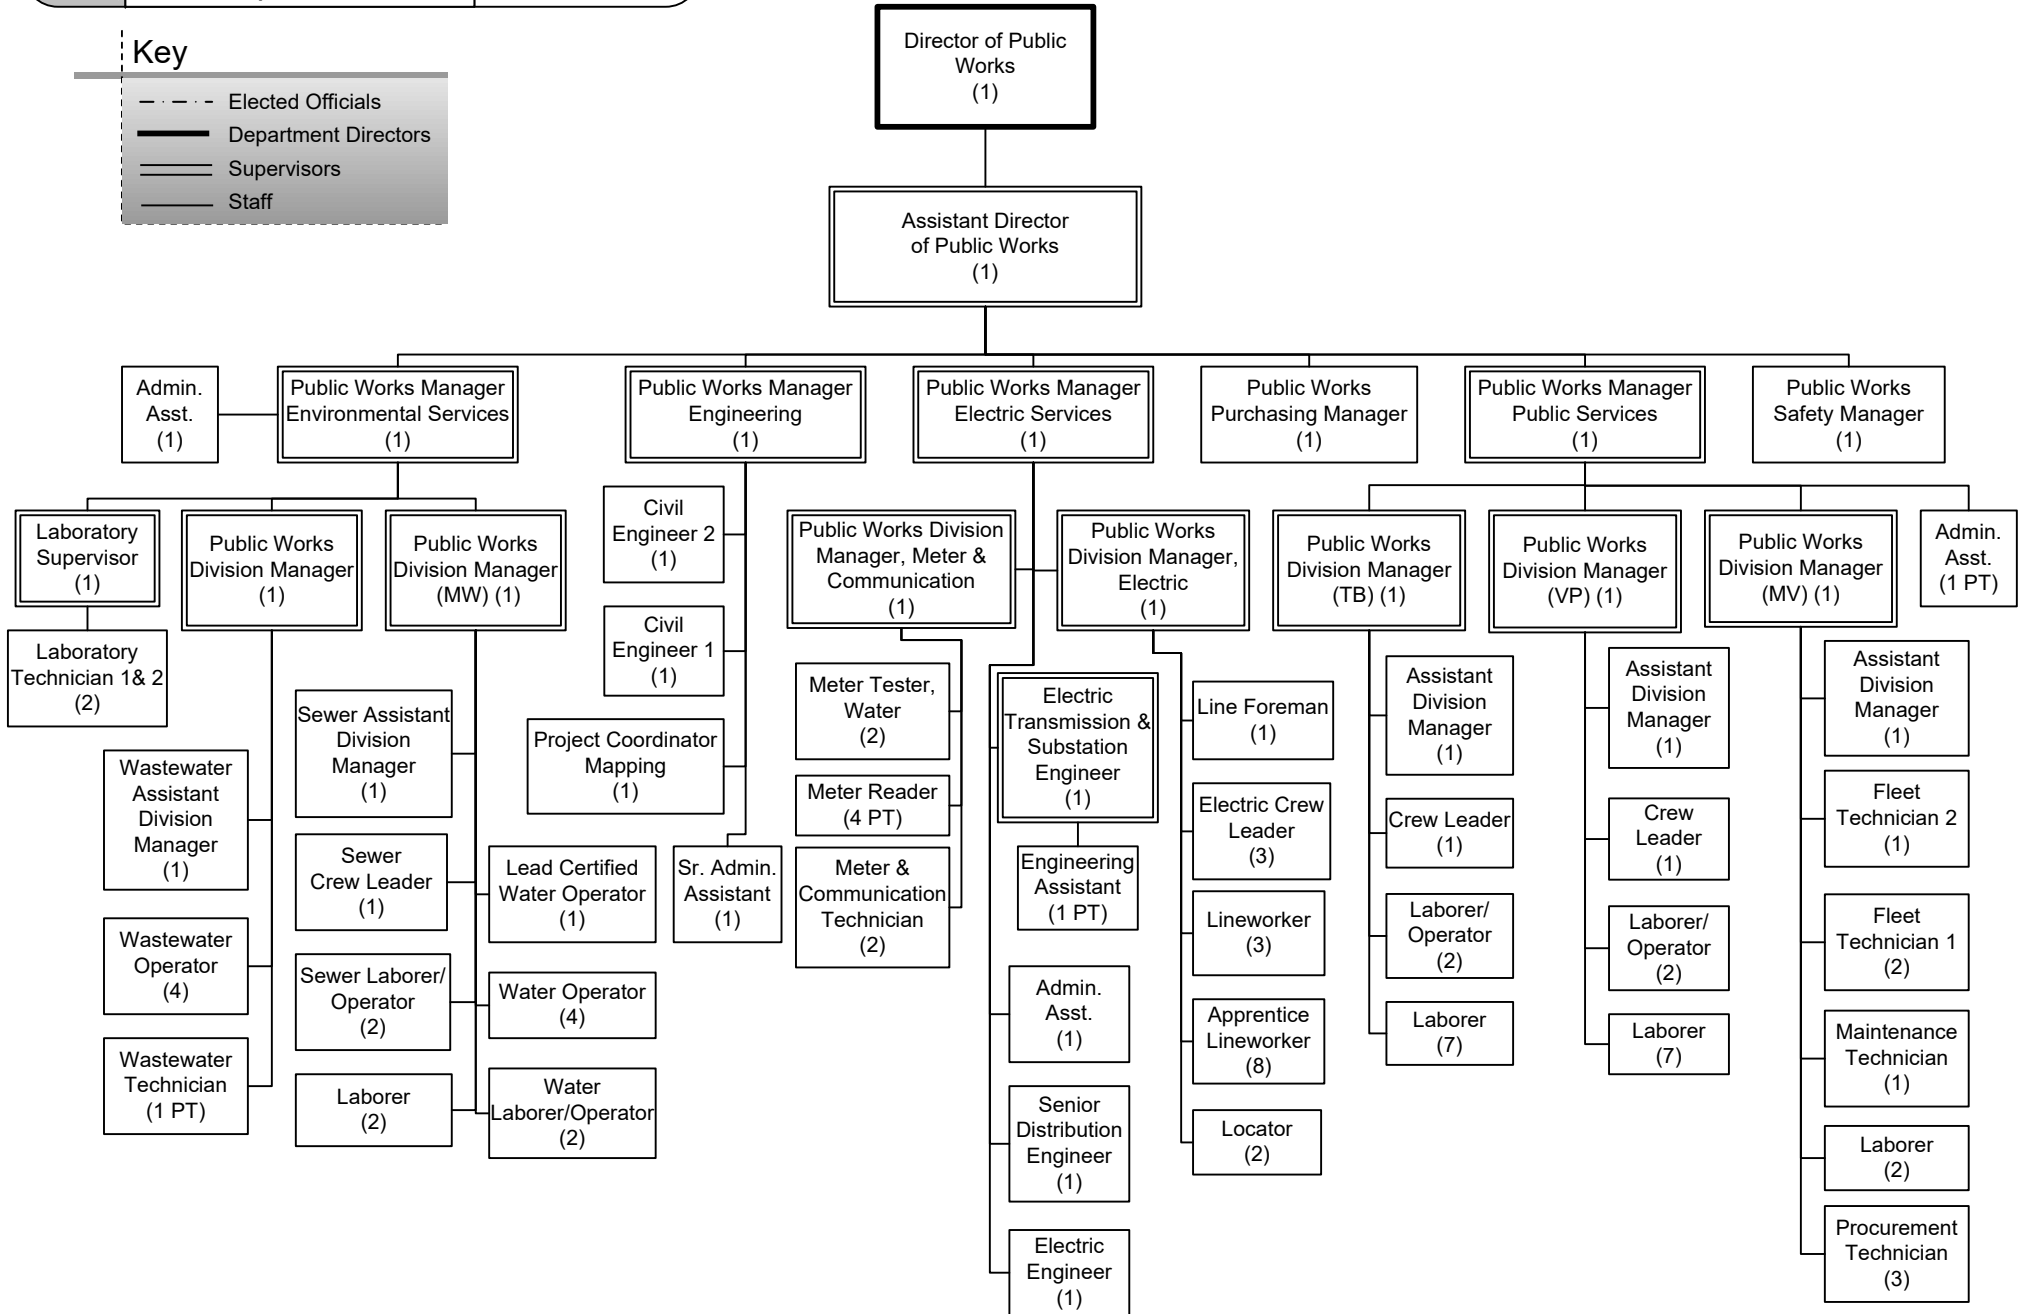 Key
Elected Officials
Department Directors
Supervisors
Staff
Director of Public
Works
(1)
Assistant Director
of Public Works
(1)
Admin.
Asst.
(1)
Public Works Manager
Environmental Services
(1)
Public Works Manager
Engineering
(1)
Public Works Manager
Electric Services
(1)
Public Works
Purchasing Manager
(1)
Public Works Manager
Public Services
(1)
Public Works
Safety Manager
(1)
Laboratory
Supervisor
(1)
Laboratory
Technician 1& 2
(2)
Public Works
Division Manager
(1)
Wastewater
Assistant
Division
Manager
(1)
Wastewater
Operator
(4)
Wastewater
Technician
(1 PT)
Public Works
Division Manager
(MW) (1)
Sewer Assistant
Division
Manager
(1)
Sewer
Crew Leader
(1)
Sewer Laborer/
Operator
(2)
Laborer
(2)
Lead Certified
Water Operator
(1)
Water Operator
(4)
Water
Laborer/Operator
(2)
Civil
Engineer 2
(1)
Civil
Engineer 1
(1)
Project Coordinator
Mapping
(1)
Sr. Admin.
Assistant
(1)
Public Works Division
Manager, Meter &
Communication
(1)
Meter Tester,
Water
(2)
Meter Reader
(4 PT)
Meter &
Communication
Technician
(2)
Public Works
Division Manager,
Electric
(1)
Electric
Transmission &
Substation
Engineer
(1)
Engineering
Assistant
(1 PT)
Admin.
Asst.
(1)
Senior
Distribution
Engineer
(1)
Electric
Engineer
(1)
Line Foreman
(1)
Electric Crew
Leader
(3)
Lineworker
(3)
Apprentice
Lineworker
(8)
Locator
(2)
Public Works
Division Manager
(TB) (1)
Assistant
Division
Manager
(1)
Crew Leader
(1)
Laborer/
Operator
(2)
Laborer
(7)
Public Works
Division Manager
(VP) (1)
Assistant
Division
Manager
(1)
Crew
Leader
(1)
Laborer/
Operator
(2)
Laborer
(7)
Public Works
Division Manager
(MV) (1)
Assistant
Division
Manager
(1)
Fleet
Technician 2
(1)
Fleet
Technician 1
(2)
Maintenance
Technician
(1)
Laborer
(2)
Procurement
Technician
(3)
Admin.
Asst.
(1 PT)